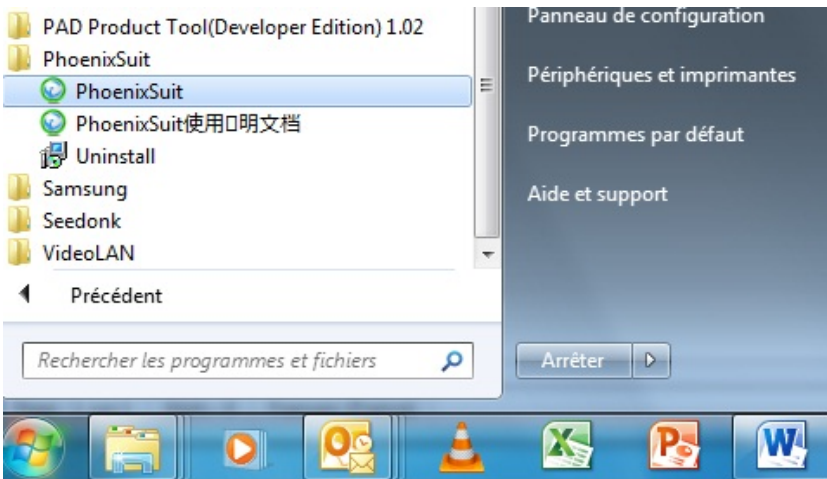 PAD Product Tool(Developer Edition) 1.02
PhoenixSuit
PhoenixSuit
PhoenixSuit使用□明文档
Uninstall
Samsung
Seedonk
VideoLAN
Précédent
Rechercher les programmes et fichiers
Panneau de configuration
Périphériques et imprimantes
Programmes par défaut
Aide et support
Arrêter